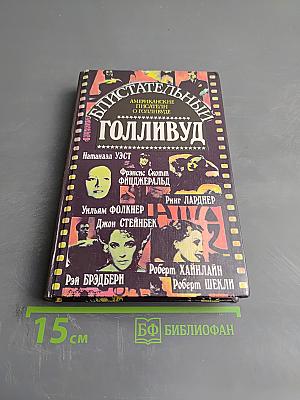 АМЕРИКАНСКИЕ
ПИСАТЕЛИ
О ГОЛЛИВУДЕ
БЛИСТАТЕЛЬНЫЙ
ГОЛЛИВУД
Натанаэл УЭСТ
Фрэнсис Скотт
ФИЦДЖЕРАЛЬД
Ринг ЛАРДНЕР
Уильям ФОЛКНЕР
Джон СТЕЙНБЕК
Рэй БРЭДБЕРИ
Роберт ХАЙНЛАЙН
Роберт ШЕКЛИ
15 см
БФ БИБЛИОФАН